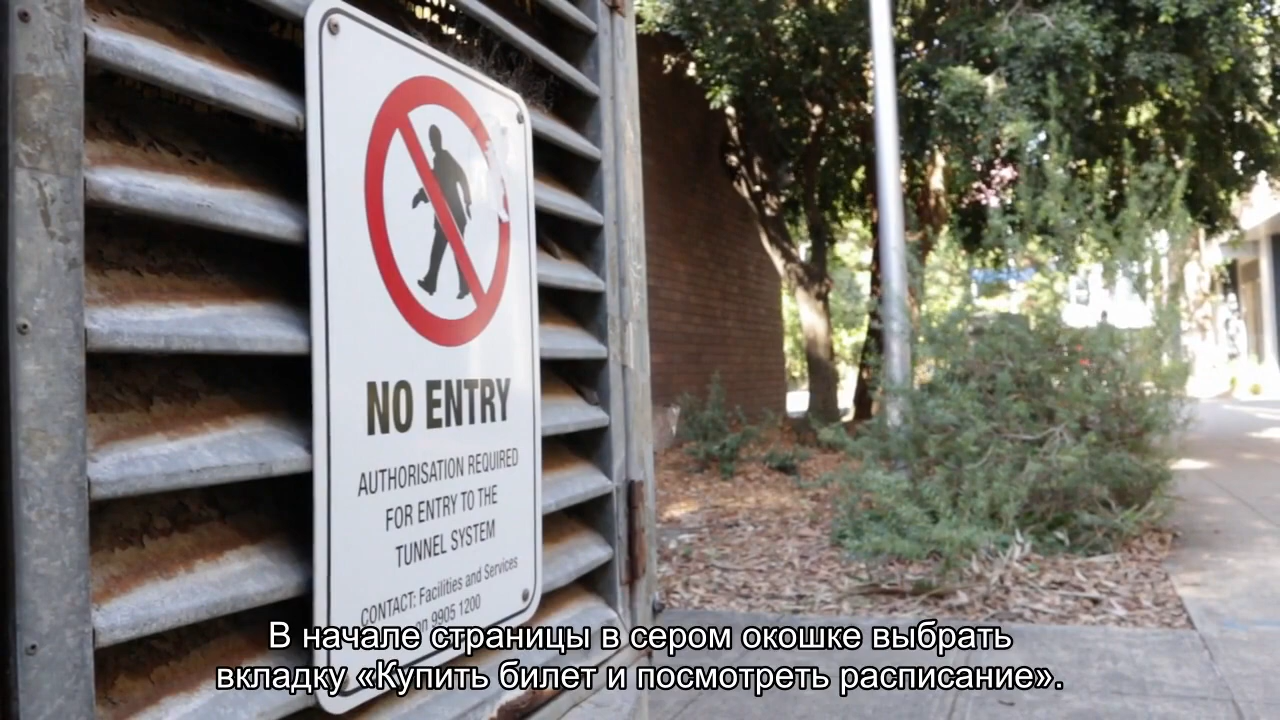 NO ENTRY
AUTHORISATION REQUIRED
FOR ENTRY TO THE
TUNNEL SYSTEM
CONTACT: Facilities and Services
on 9905 1200
В начале страницы в сером окошке выбрать
вкладку «Купить билет и посмотреть расписание».